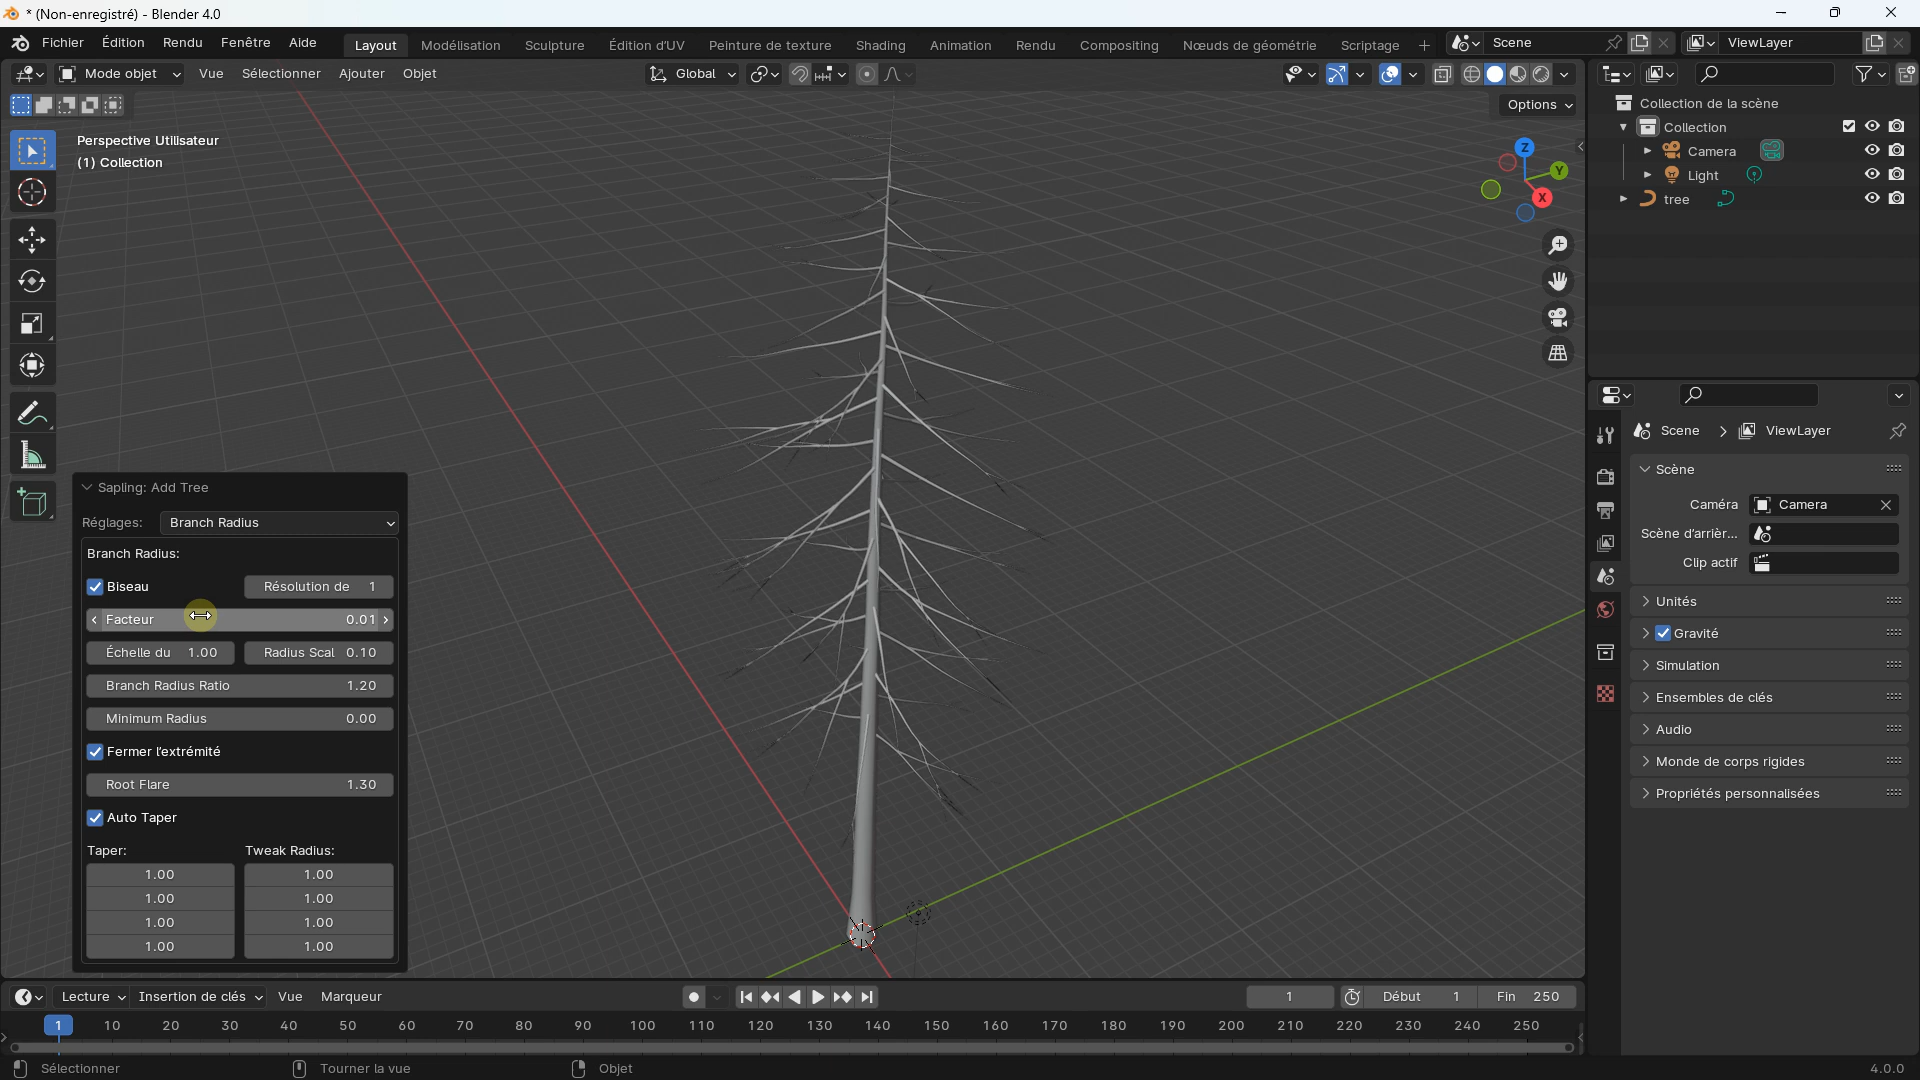 * (Non-enregistré) - Blender 4.0
Fichier Édition Rendu Fenêtre Aide Layout Modélisation Sculpture Édition d'UV Peinture de texture Shading Animation Rendu Compositing Nœuds de géométrie Scriptage + Scene ViewLayer
Mode objet Vue Sélectionner Ajouter Objet Global
Options
Perspective Utilisateur
(1) Collection
Z
Y
X
Collection de la scène
Collection
Camera
Light
tree
Scene > ViewLayer
Scène
Caméra Camera
Scène d'arrièr...
Clip actif
Unités
Gravité
Simulation
Ensembles de clés
Audio
Monde de corps rigides
Propriétés personnalisées
Sapling: Add Tree
Réglages: Branch Radius
Branch Radius:
Biseau Résolution de 1
Facteur 0.01
Échelle du 1.00 Radius Scal 0.10
Branch Radius Ratio 1.20
Minimum Radius 0.00
Fermer l'extrémité
Root Flare 1.30
Auto Taper
Taper: Tweak Radius:
1.00 1.00
1.00 1.00
1.00 1.00
1.00 1.00
Lecture Insertion de clés Vue Marqueur 1 Début 1 Fin 250
1 10 20 30 40 50 60 70 80 90 100 110 120 130 140 150 160 170 180 190 200 210 220 230 240 250
Sélectionner Tourner la vue Objet 4.0.0